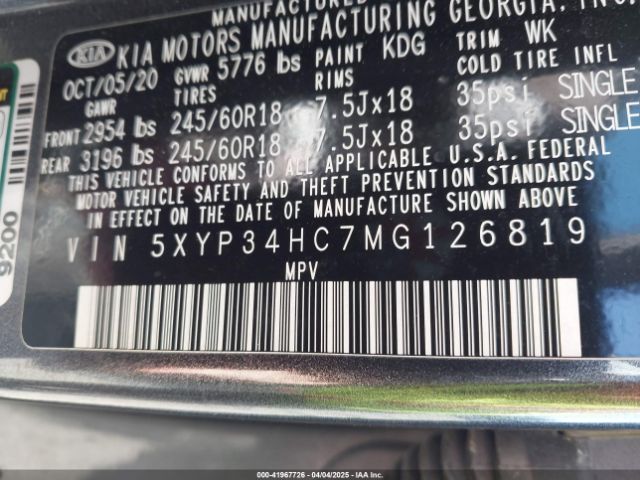 MANUFACTURED
KIA KIA MOTORS MANUFACTURING GEORGIA, INC.
OCT/05/20 GVWR 5776 lbs PAINT KDG TRIM WK
GAWR TIRES RIMS COLD TIRE INFL
FRONT 2954 lbs 245/60R18 7.5Jx18 35psi SINGLE
REAR 3196 lbs 245/60R18 7.5Jx18 35psi SINGLE
THIS VEHICLE CONFORMS TO ALL APPLICABLE U.S.A. FEDERAL
MOTOR VEHICLE SAFETY AND THEFT PREVENTION STANDARDS
IN EFFECT ON THE DATE OF MANUFACTURE SHOWN ABOVE
VIN 5XYP34HC7MG126819
MPV
9200
000-41967726 - 04/04/2025 - IAA Inc.